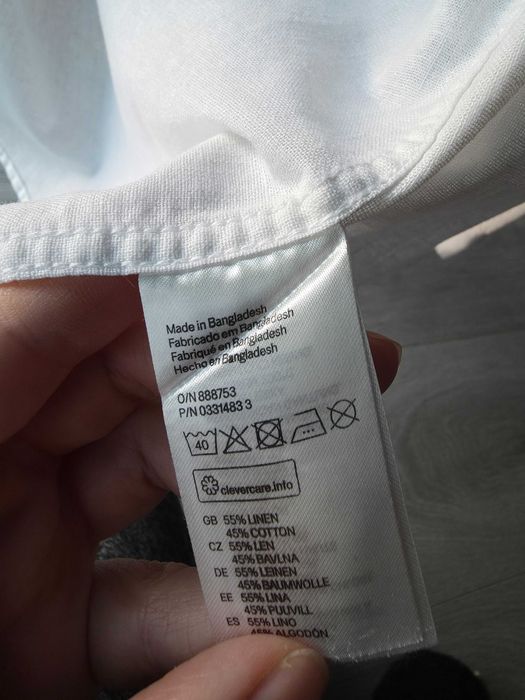 Made in Bangladesh
Fabricado em Bangladesh
Fabriqué en Bangladesh
Hecho en Bangladesh
O/N 888753
P/N 0331483 3
40
clevercare.info
GB 55% LINEN
45% COTTON
CZ 55% LEN
45% BAVLNA
DE 55% LEINEN
45% BAUMWOLLE
EE 55% LINA
45% PUUVILL
ES 55% LINO
45% ALGODÓN